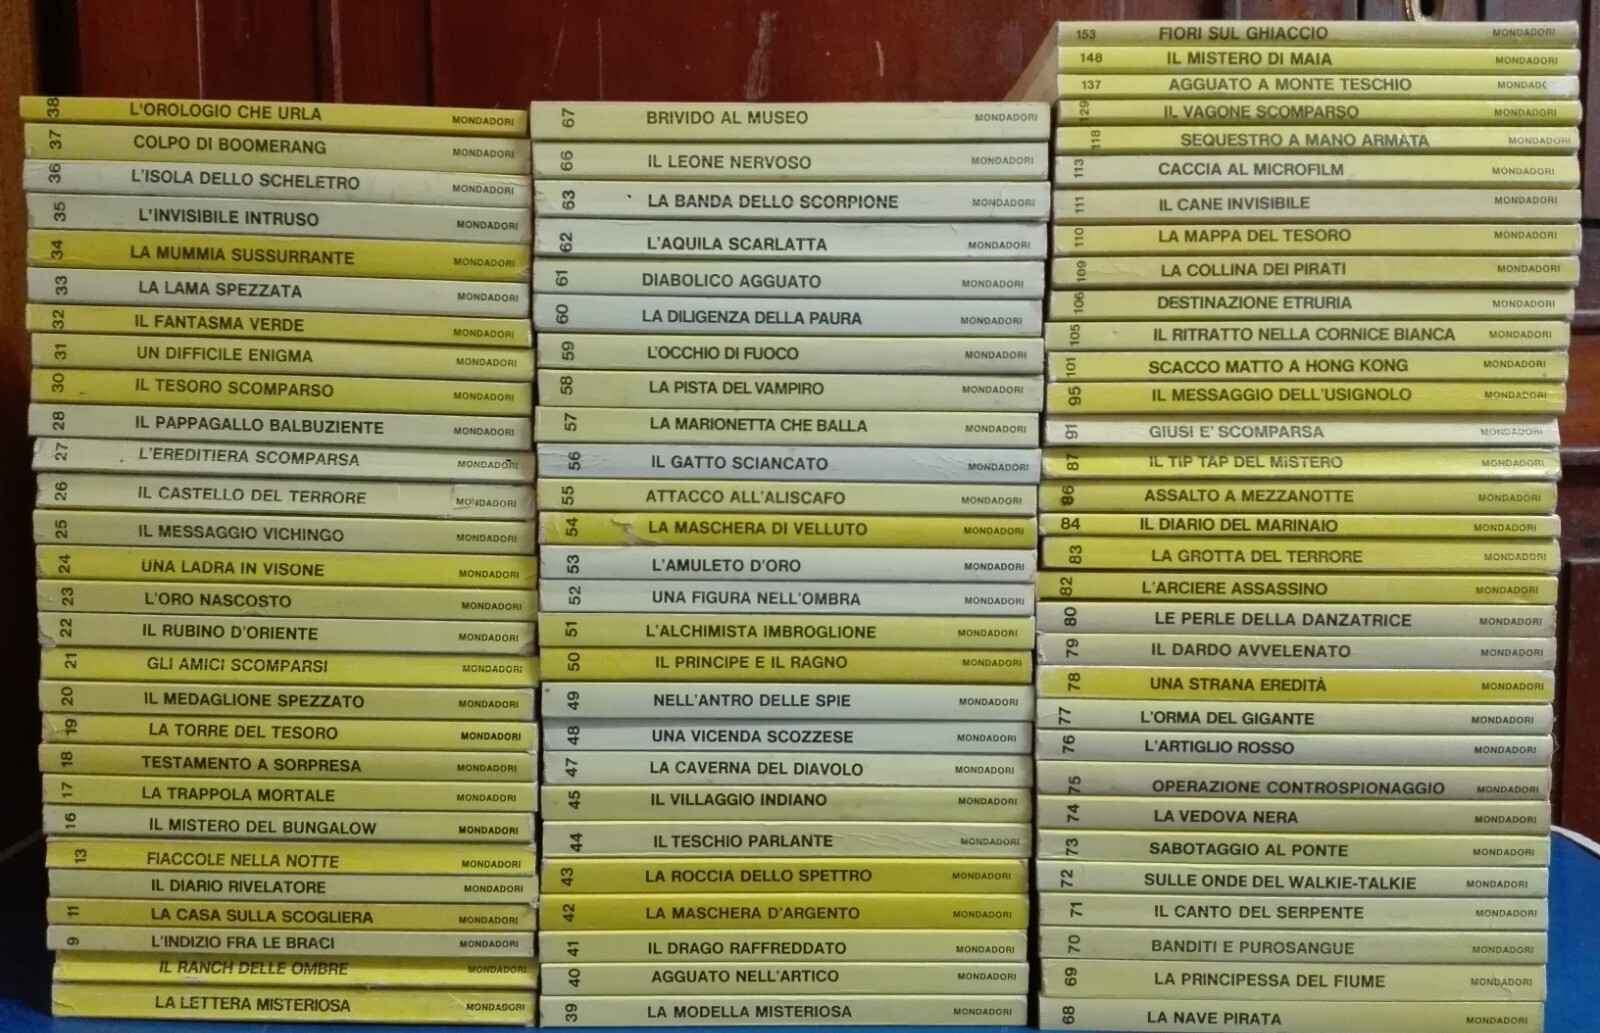 38 L'OROLOGIO CHE URLA MONDADORI
37 COLPO DI BOOMERANG MONDADORI
36 L'ISOLA DELLO SCHELETRO MONDADORI
35 L'INVISIBILE INTRUSO MONDADORI
34 LA MUMMIA SUSSURRANTE MONDADORI
33 LA LAMA SPEZZATA MONDADORI
32 IL FANTASMA VERDE MONDADORI
31 UN DIFFICILE ENIGMA MONDADORI
30 IL TESORO SCOMPARSO MONDADORI
28 IL PAPPAGALLO BALBUZIENTE MONDADORI
27 L'EREDITIERA SCOMPARSA MONDADORI
26 IL CASTELLO DEL TERRORE MONDADORI
25 IL MESSAGGIO VICHINGO MONDADORI
24 UNA LADRA IN VISONE MONDADORI
23 L'ORO NASCOSTO MONDADORI
22 IL RUBINO D'ORIENTE MONDADORI
21 GLI AMICI SCOMPARSI MONDADORI
20 IL MEDAGLIONE SPEZZATO MONDADORI
19 LA TORRE DEL TESORO MONDADORI
18 TESTAMENTO A SORPRESA MONDADORI
17 LA TRAPPOLA MORTALE MONDADORI
16 IL MISTERO DEL BUNGALOW MONDADORI
13 FIACCOLE NELLA NOTTE MONDADORI
IL DIARIO RIVELATORE MONDADORI
11 LA CASA SULLA SCOGLIERA MONDADORI
9 L'INDIZIO FRA LE BRACI MONDADORI
IL RANCH DELLE OMBRE MONDADORI
LA LETTERA MISTERIOSA MONDADORI
67 BRIVIDO AL MUSEO MONDADORI
66 IL LEONE NERVOSO MONDADORI
63 LA BANDA DELLO SCORPIONE MONDADORI
62 L'AQUILA SCARLATTA MONDADORI
61 DIABOLICO AGGUATO MONDADORI
60 LA DILIGENZA DELLA PAURA MONDADORI
59 L'OCCHIO DI FUOCO MONDADORI
58 LA PISTA DEL VAMPIRO MONDADORI
57 LA MARIONETTA CHE BALLA MONDADORI
56 IL GATTO SCIANCATO MONDADORI
55 ATTACCO ALL'ALISCAFO MONDADORI
54 LA MASCHERA DI VELLUTO MONDADORI
53 L'AMULETO D'ORO MONDADORI
52 UNA FIGURA NELL'OMBRA MONDADORI
51 L'ALCHIMISTA IMBROGLIONE MONDADORI
50 IL PRINCIPE E IL RAGNO MONDADORI
49 NELL'ANTRO DELLE SPIE MONDADORI
48 UNA VICENDA SCOZZESE MONDADORI
47 LA CAVERNA DEL DIAVOLO MONDADORI
45 IL VILLAGGIO INDIANO MONDADORI
44 IL TESCHIO PARLANTE MONDADORI
43 LA ROCCIA DELLO SPETTRO MONDADORI
42 LA MASCHERA D'ARGENTO MONDADORI
41 IL DRAGO RAFFREDDATO MONDADORI
40 AGGUATO NELL'ARTICO MONDADORI
39 LA MODELLA MISTERIOSA MONDADORI
153 FIORI SUL GHIACCIO MONDADORI
148 IL MISTERO DI MAIA MONDADORI
137 AGGUATO A MONTE TESCHIO MONDADO
129 IL VAGONE SCOMPARSO MONDADORI
118 SEQUESTRO A MANO ARMATA MONDADORI
113 CACCIA AL MICROFILM MONDADORI
111 IL CANE INVISIBILE MONDADORI
110 LA MAPPA DEL TESORO MONDADORI
109 LA COLLINA DEI PIRATI MONDADORI
106 DESTINAZIONE ETRURIA MONDADORI
105 IL RITRATTO NELLA CORNICE BIANCA MONDADORI
101 SCACCO MATTO A HONG KONG MONDADORI
95 IL MESSAGGIO DELL'USIGNOLO MONDADORI
91 GIUSI E' SCOMPARSA MONDADORI
87 IL TIP TAP DEL MISTERO MONDADORI
86 ASSALTO A MEZZANOTTE MONDADORI
84 IL DIARIO DEL MARINAIO MONDADORI
83 LA GROTTA DEL TERRORE MONDADORI
82 L'ARCIERE ASSASSINO MONDADORI
80 LE PERLE DELLA DANZATRICE MONDADORI
79 IL DARDO AVVELENATO MONDADORI
78 UNA STRANA EREDITÀ MONDADORI
77 L'ORMA DEL GIGANTE MONDADORI
76 L'ARTIGLIO ROSSO MONDADORI
75 OPERAZIONE CONTROSPIONAGGIO MONDADORI
74 LA VEDOVA NERA MONDADORI
73 SABOTAGGIO AL PONTE MONDADORI
72 SULLE ONDE DEL WALKIE-TALKIE MONDADORI
71 IL CANTO DEL SERPENTE MONDADORI
70 BANDITI E PUROSANGUE MONDADORI
69 LA PRINCIPESSA DEL FIUME MONDADORI
68 LA NAVE PIRATA MONDADORI